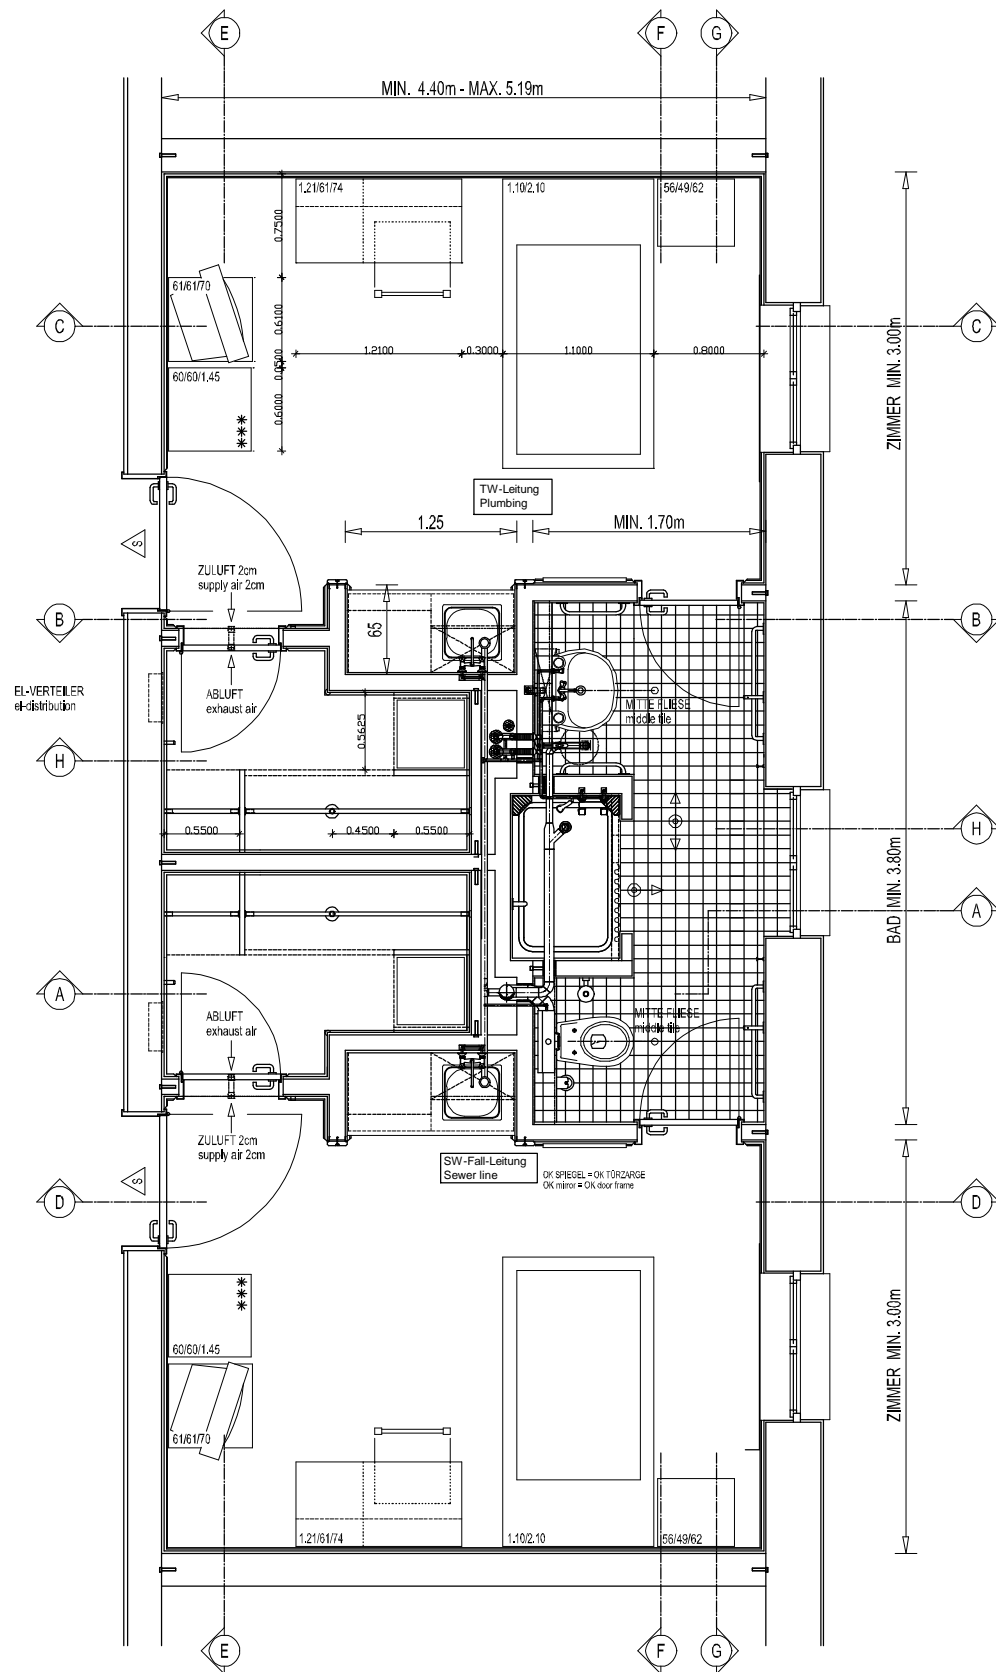 E
F
G
MIN. 4.40m - MAX. 5.19m
1.21/61/74
1.10/2.10
56/49/62
0.7500
61/61/70
0.6100
C
C
1.2100
0.3000
1.1000
0.8000
0.0500
60/60/1.45
0.6000
ZIMMER MIN. 3.00m
TW-Leitung
Plumbing
1.25
MIN. 1.70m
S
ZULUFT 2cm
supply air 2cm
B
B
65
EL-VERTEILER
el-distribution
ABLUFT
exhaust air
MITTE FLIESE
middle tile
0.5625
H
H
0.5500
0.4500
0.5500
BAD MIN. 3.80m
A
A
ABLUFT
exhaust air
MITTE FLIESE
middle tile
ZULUFT 2cm
supply air 2cm
S
SW-Fall-Leitung
Sewer line
OK SPIEGEL = OK TÜRZARGE
OK mirror = OK door frame
D
D
60/60/1.45
61/61/70
ZIMMER MIN. 3.00m
1.21/61/74
1.10/2.10
56/49/62
E
F
G